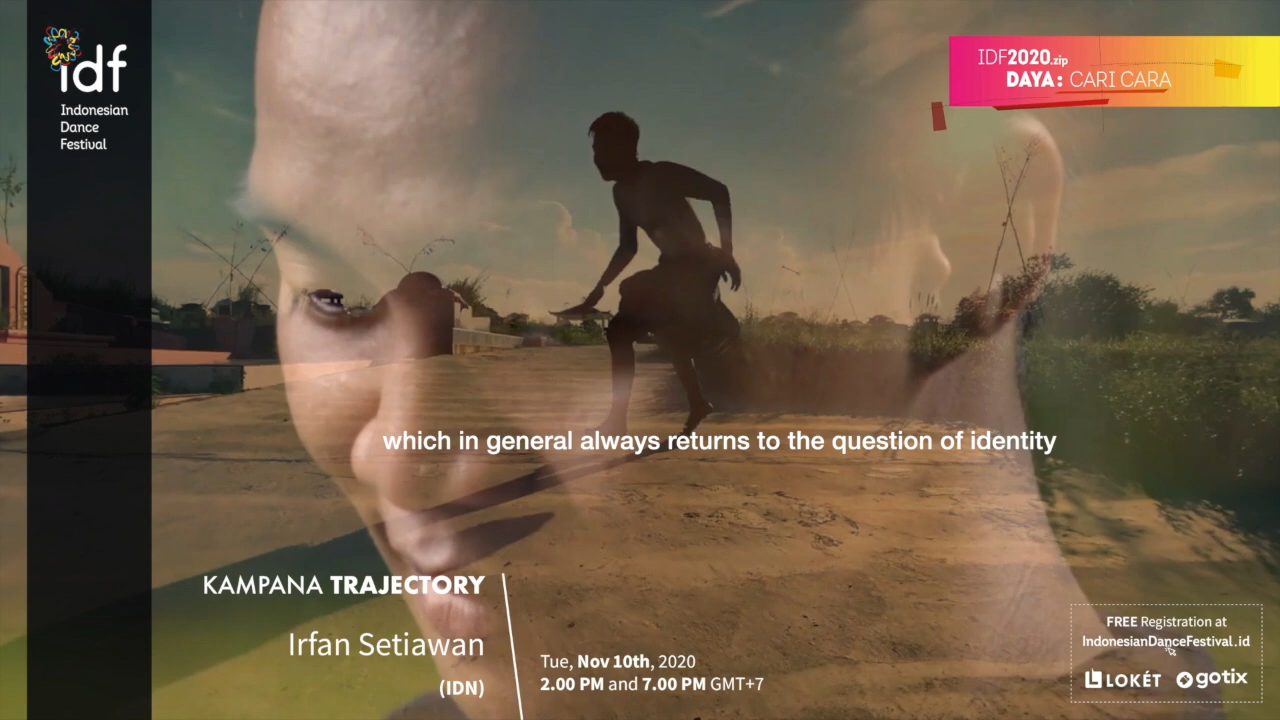 idf
Indonesian
Dance
Festival
IDF2020.zip
DAYA: CARI CARA
which in general always returns to the question of identity
KAMPANA TRAJECTORY
Irfan Setiawan
(IDN)
Tue, Nov 10th, 2020
2.00 PM and 7.00 PM GMT+7
FREE Registration at
IndonesianDanceFestival.id
LOKÉT gotix